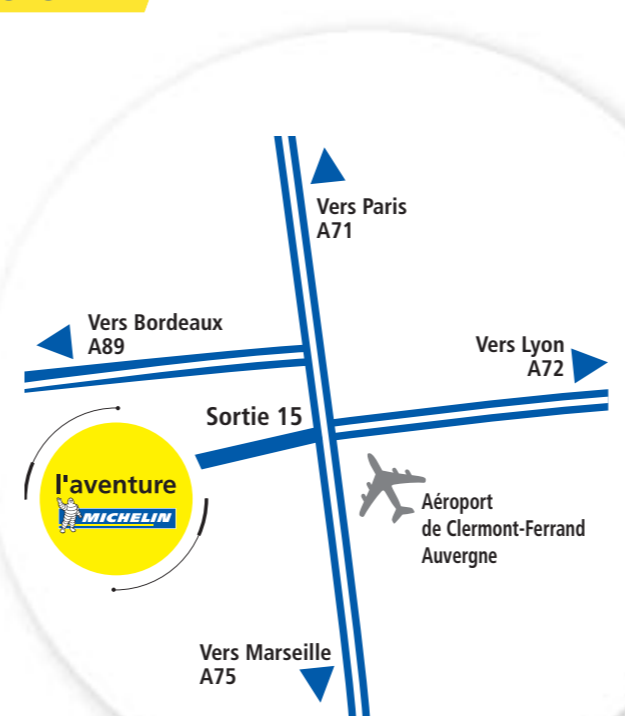 Vers Paris
A71
Vers Bordeaux
A89
Vers Lyon
A72
Sortie 15
l'aventure
MICHELIN
Aéroport
de Clermont-Ferrand
Auvergne
Vers Marseille
A75